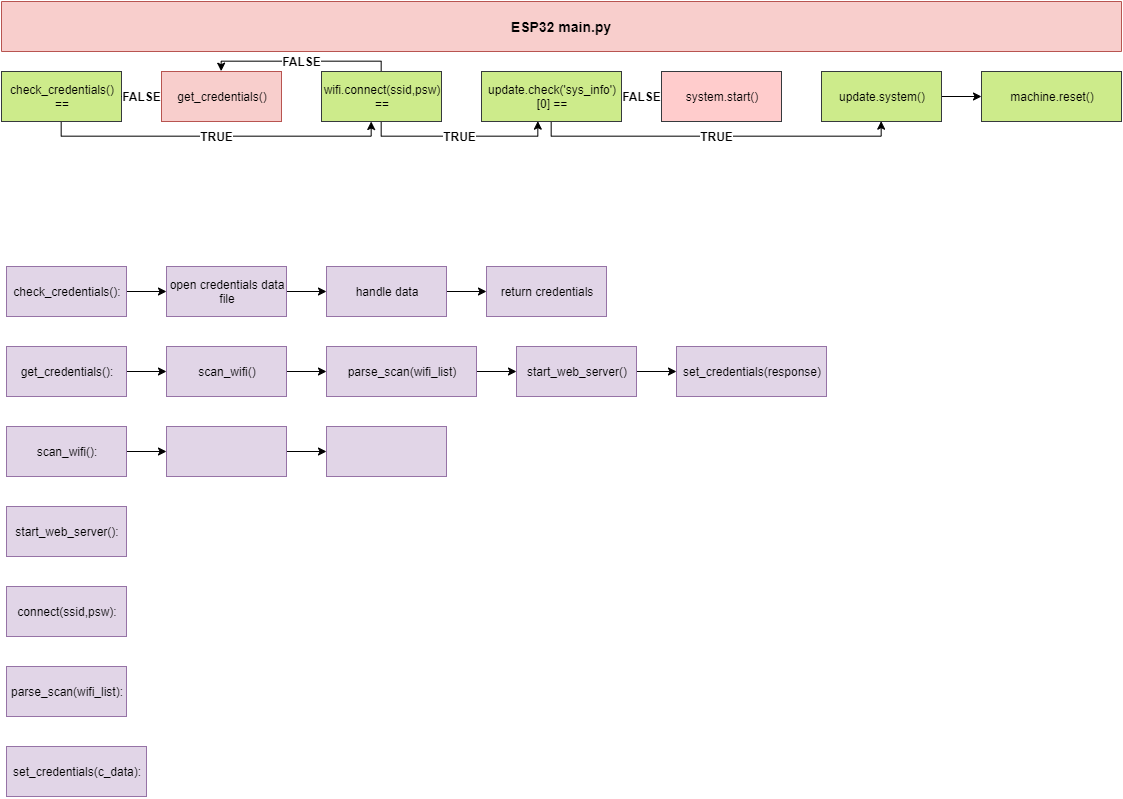 ESP32 main.py
FALSE
check_credentials()
==
FALSE
get_credentials()
wifi.connect(ssid,psw)
==
update.check('sys_info')
[0] ==
FALSE
system.start()
update.system()
machine.reset()
TRUE
TRUE
TRUE
check_credentials():
open credentials data
file
handle data
return credentials
get_credentials():
scan_wifi()
parse_scan(wifi_list)
start_web_server()
set_credentials(response)
scan_wifi():
start_web_server():
connect(ssid,psw):
parse_scan(wifi_list):
set_credentials(c_data):